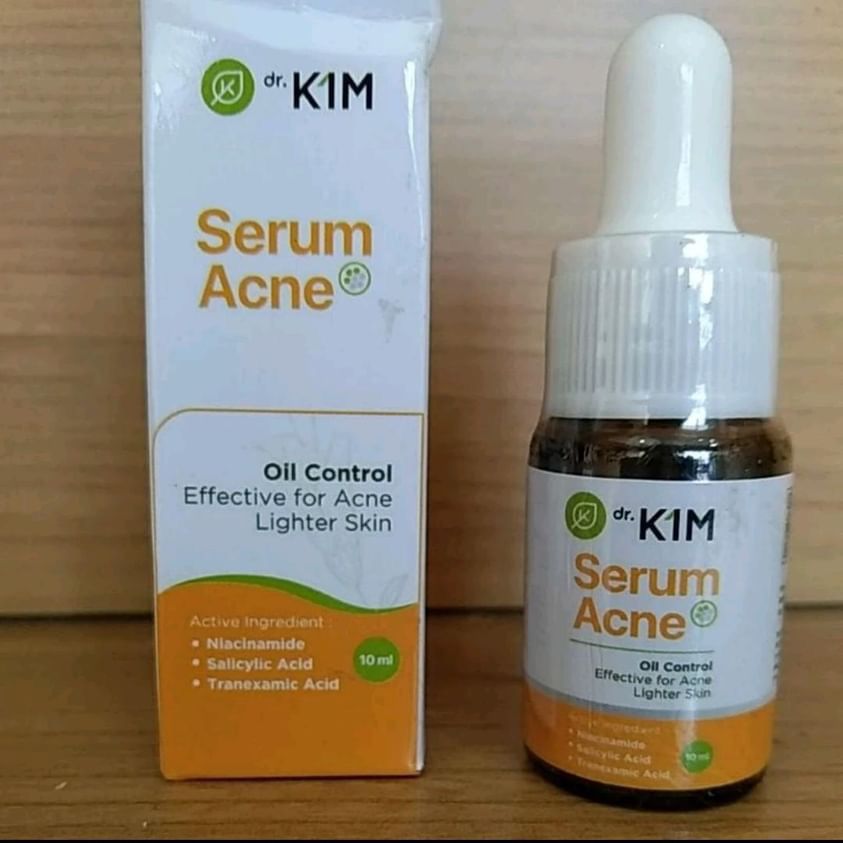 dr. K1M
Serum
Acne
Oil Control
Effective for Acne
Lighter Skin
Active Ingredient :
• Niacinamide
• Salicylic Acid
• Tranexamic Acid
10 ml
dr. K1M
Serum
Acne
Oil Control
Effective for Acne
Lighter Skin
Active Ingredient
• Niacinamide
• Salicylic Acid
• Tranexamic Acid
10 ml